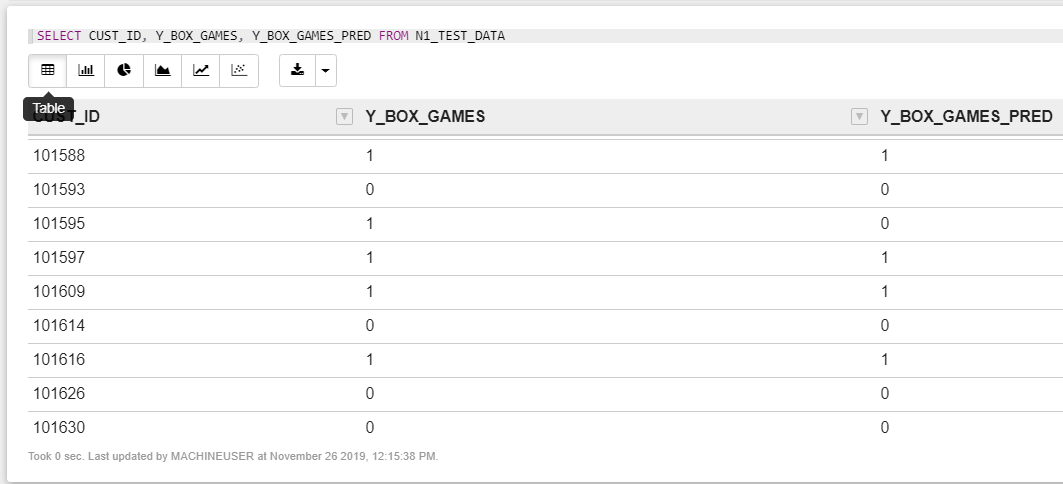 SELECT CUST_ID, Y_BOX_GAMES, Y_BOX_GAMES_PRED FROM N1_TEST_DATA
Table
CUST_ID Y_BOX_GAMES Y_BOX_GAMES_PRED
101588 1 1
101593 0 0
101595 1 0
101597 1 1
101609 1 1
101614 0 0
101616 1 1
101626 0 0
101630 0 0
Took 0 sec. Last updated by MACHINEUSER at November 26 2019, 12:15:38 PM.